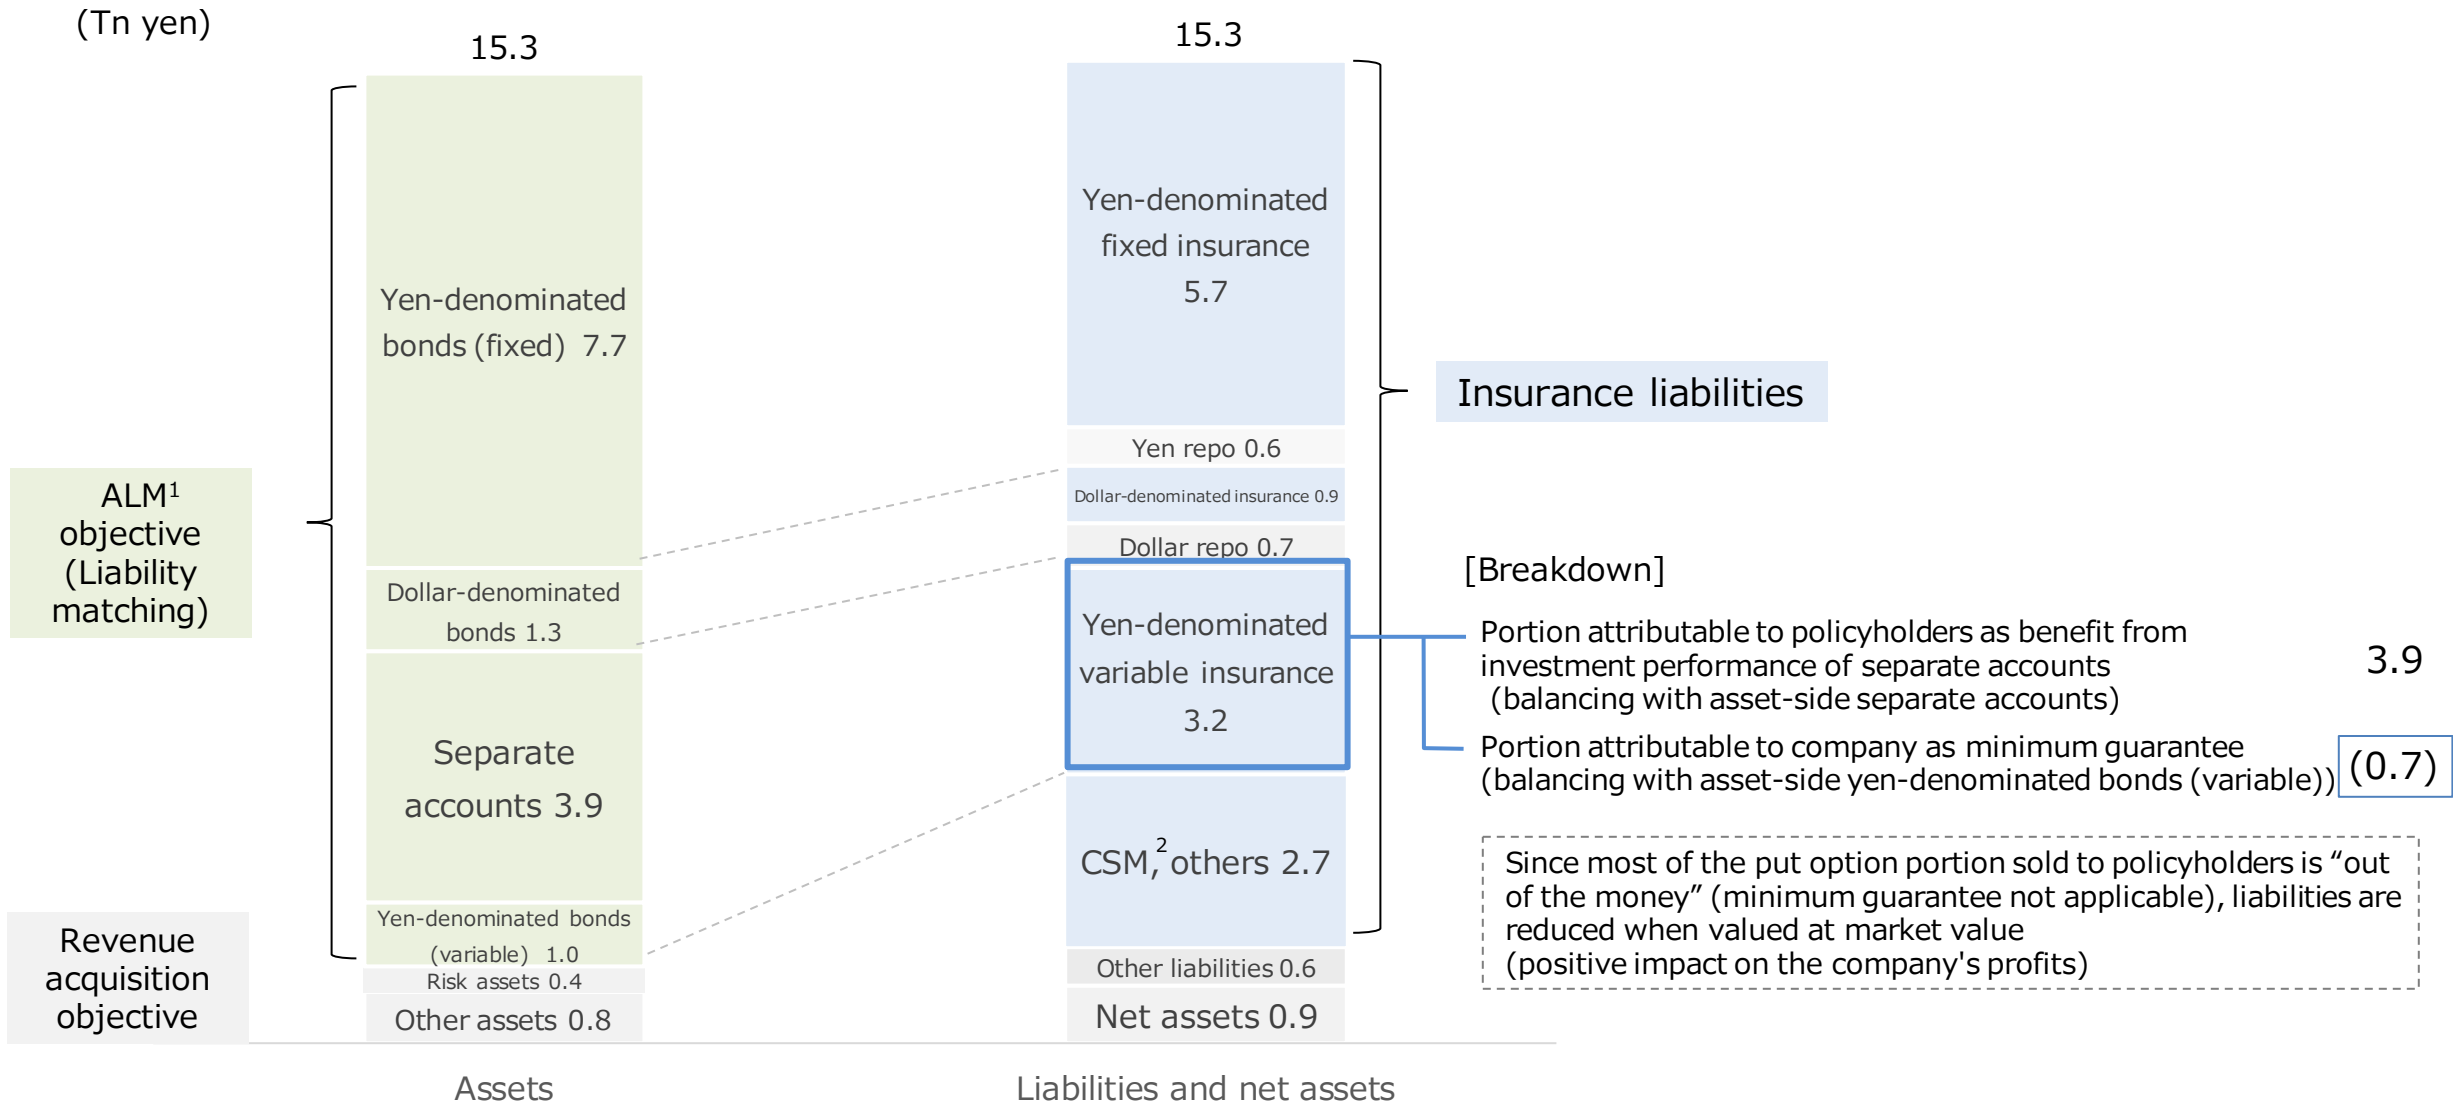 (Tn yen)
15.3
15.3
Yen-denominated
bonds (fixed) 7.7
Dollar-denominated
bonds 1.3
Separate
accounts 3.9
Yen-denominated bonds
(variable) 1.0
Risk assets 0.4
Other assets 0.8
ALM1
objective
(Liability
matching)
Revenue
acquisition
objective
Yen-denominated
fixed insurance
5.7
Yen repo 0.6
Dollar-denominated insurance 0.9
Dollar repo 0.7
Yen-denominated
variable insurance
3.2
CSM,2 others 2.7
Other liabilities 0.6
Net assets 0.9
Insurance liabilities
[Breakdown]
Portion attributable to policyholders as benefit from
investment performance of separate accounts
(balancing with asset-side separate accounts)
3.9
Portion attributable to company as minimum guarantee
(balancing with asset-side yen-denominated bonds (variable))
(0.7)
Since most of the put option portion sold to policyholders is “out
of the money” (minimum guarantee not applicable), liabilities are
reduced when valued at market value
(positive impact on the company's profits)
Assets
Liabilities and net assets